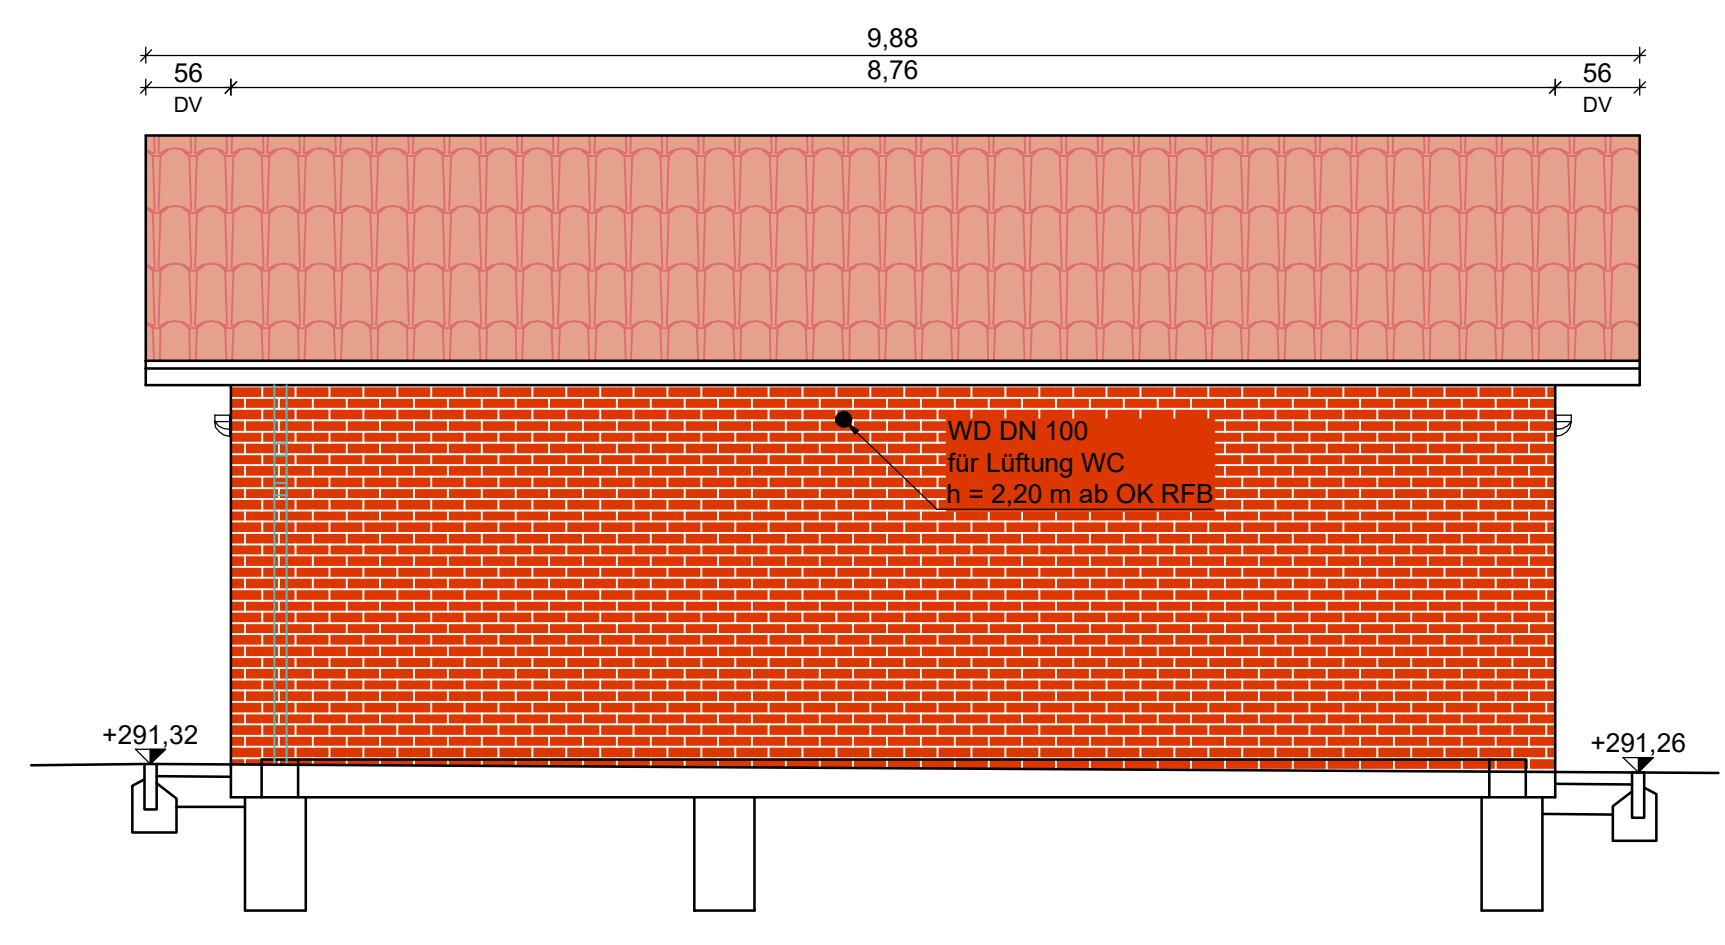 9,88
8,76
56
DV
56
DV
WD DN 100
für Lüftung WC
h = 2,20 m ab OK RFB
+291,32
+291,26